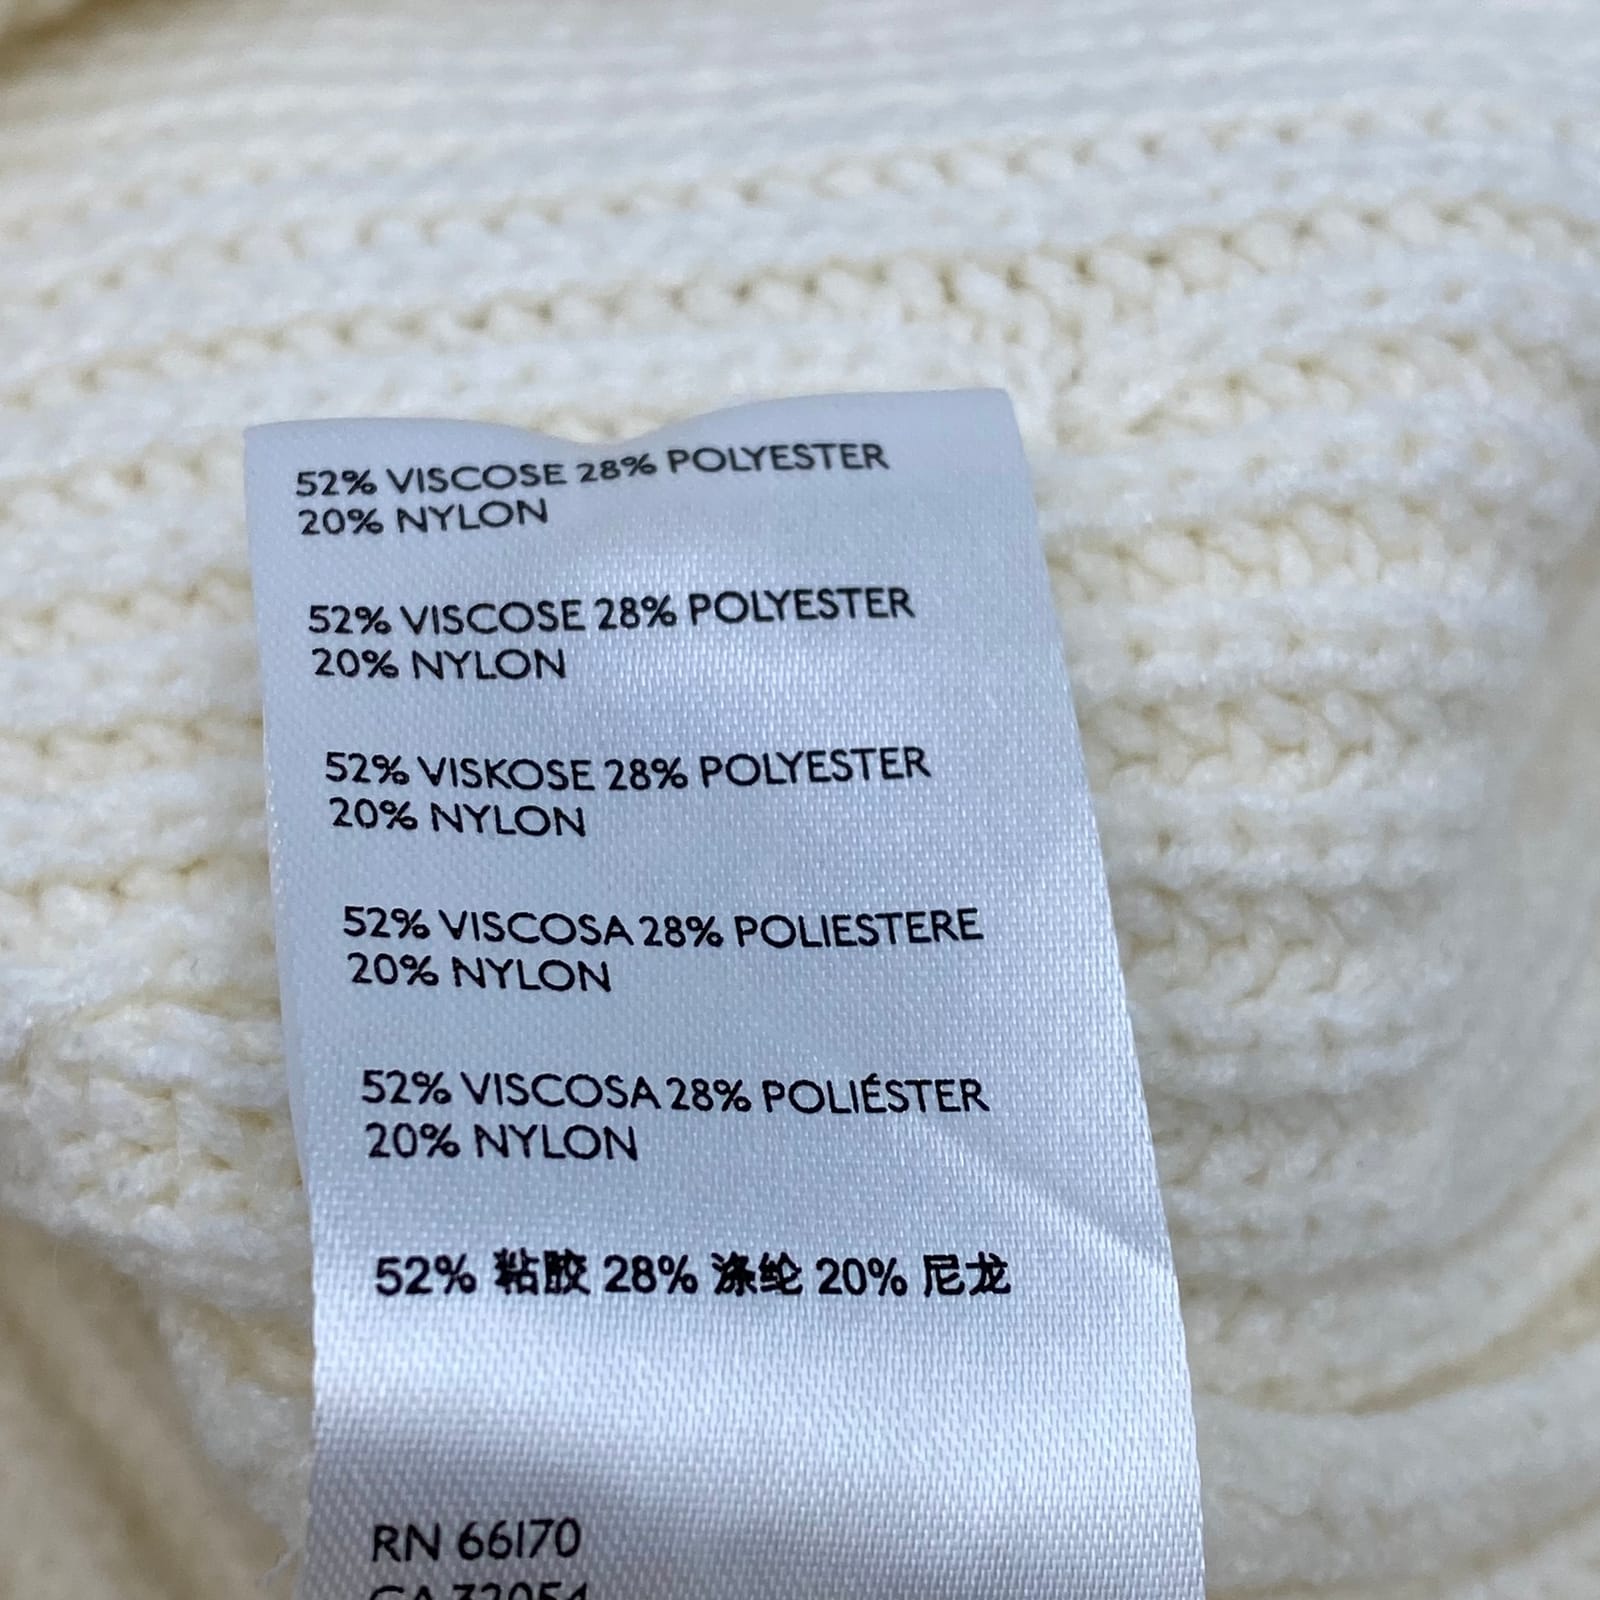 52% VISCOSE 28% POLYESTER
20% NYLON
52% VISCOSE 28% POLYESTER
20% NYLON
52% VISKOSE 28% POLYESTER
20% NYLON
52% VISCOSA 28% POLIESTERE
20% NYLON
52% VISCOSA 28% POLIÉSTER
20% NYLON
52% 粘胶 28% 涤纶 20% 尼龙
RN 66170
CA 32054